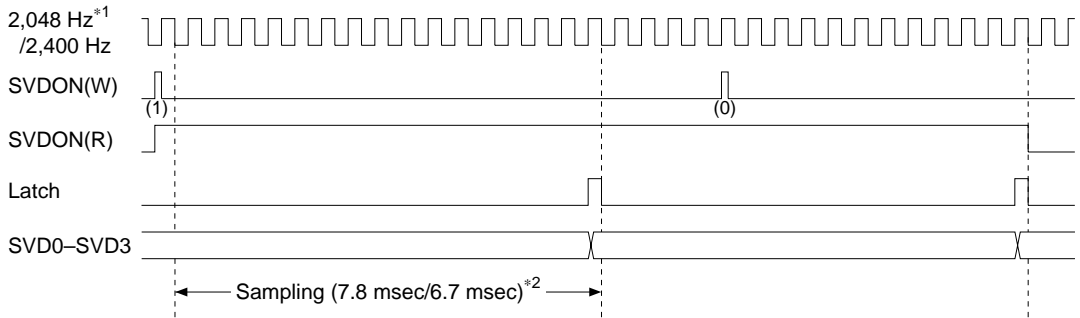 2,048 Hz*1
/2,400 Hz
SVDON(W)
(1)
(0)
SVDON(R)
Latch
SVD0–SVD3
Sampling (7.8 msec/6.7 msec)*2